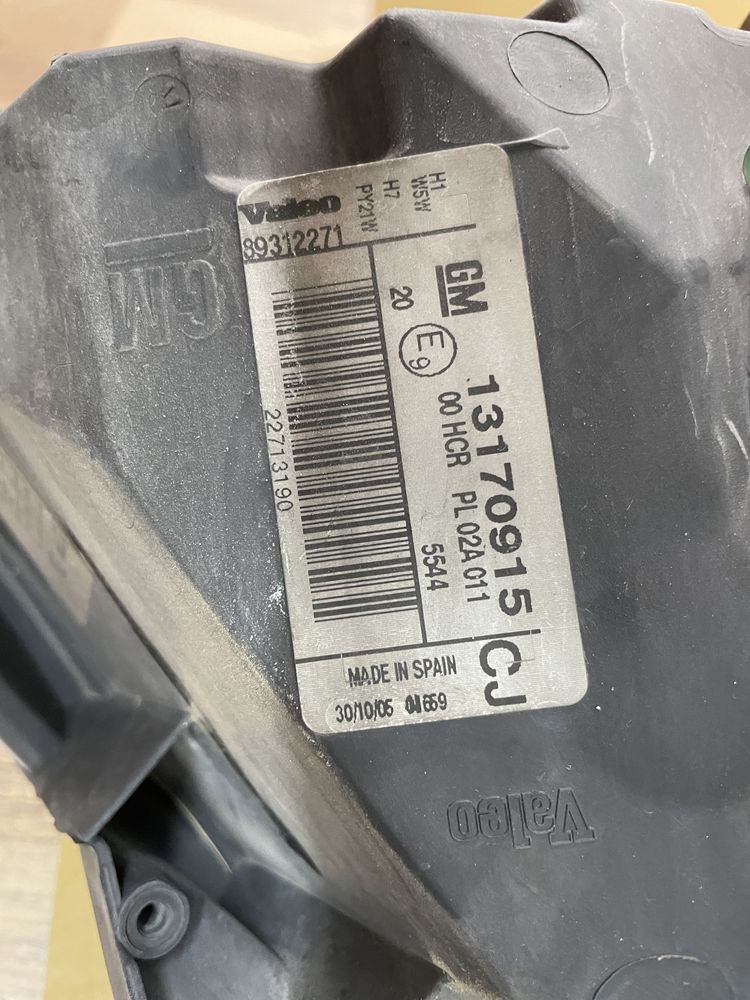 Valeo
89312271
H1
W5W
H7
PY21W
GM
20
E9
13170915
00 HCR PL 02A 011
5544
22713190
CJ
MADE IN SPAIN
30/10/05
GM
Valeo